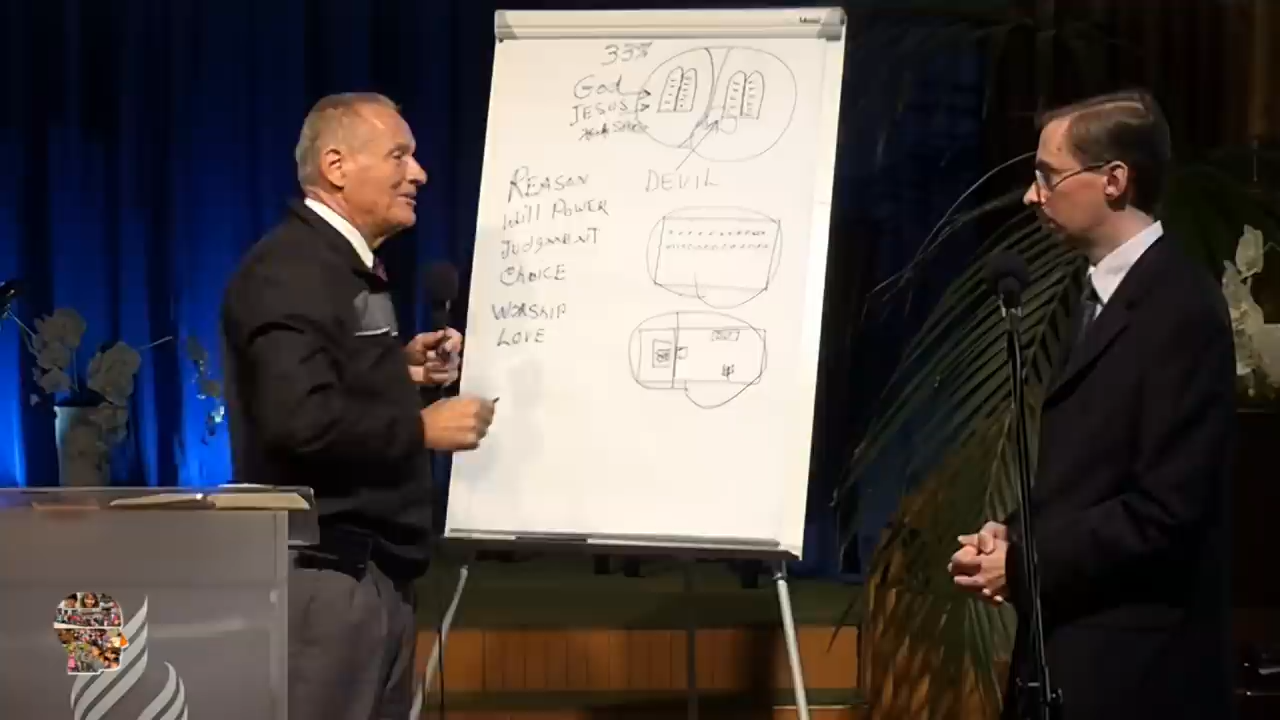 33%
God
JESUS
REASON
DEVIL
Will POWER
JUDGMENT
CHOICE
WORSHIP
LOVE